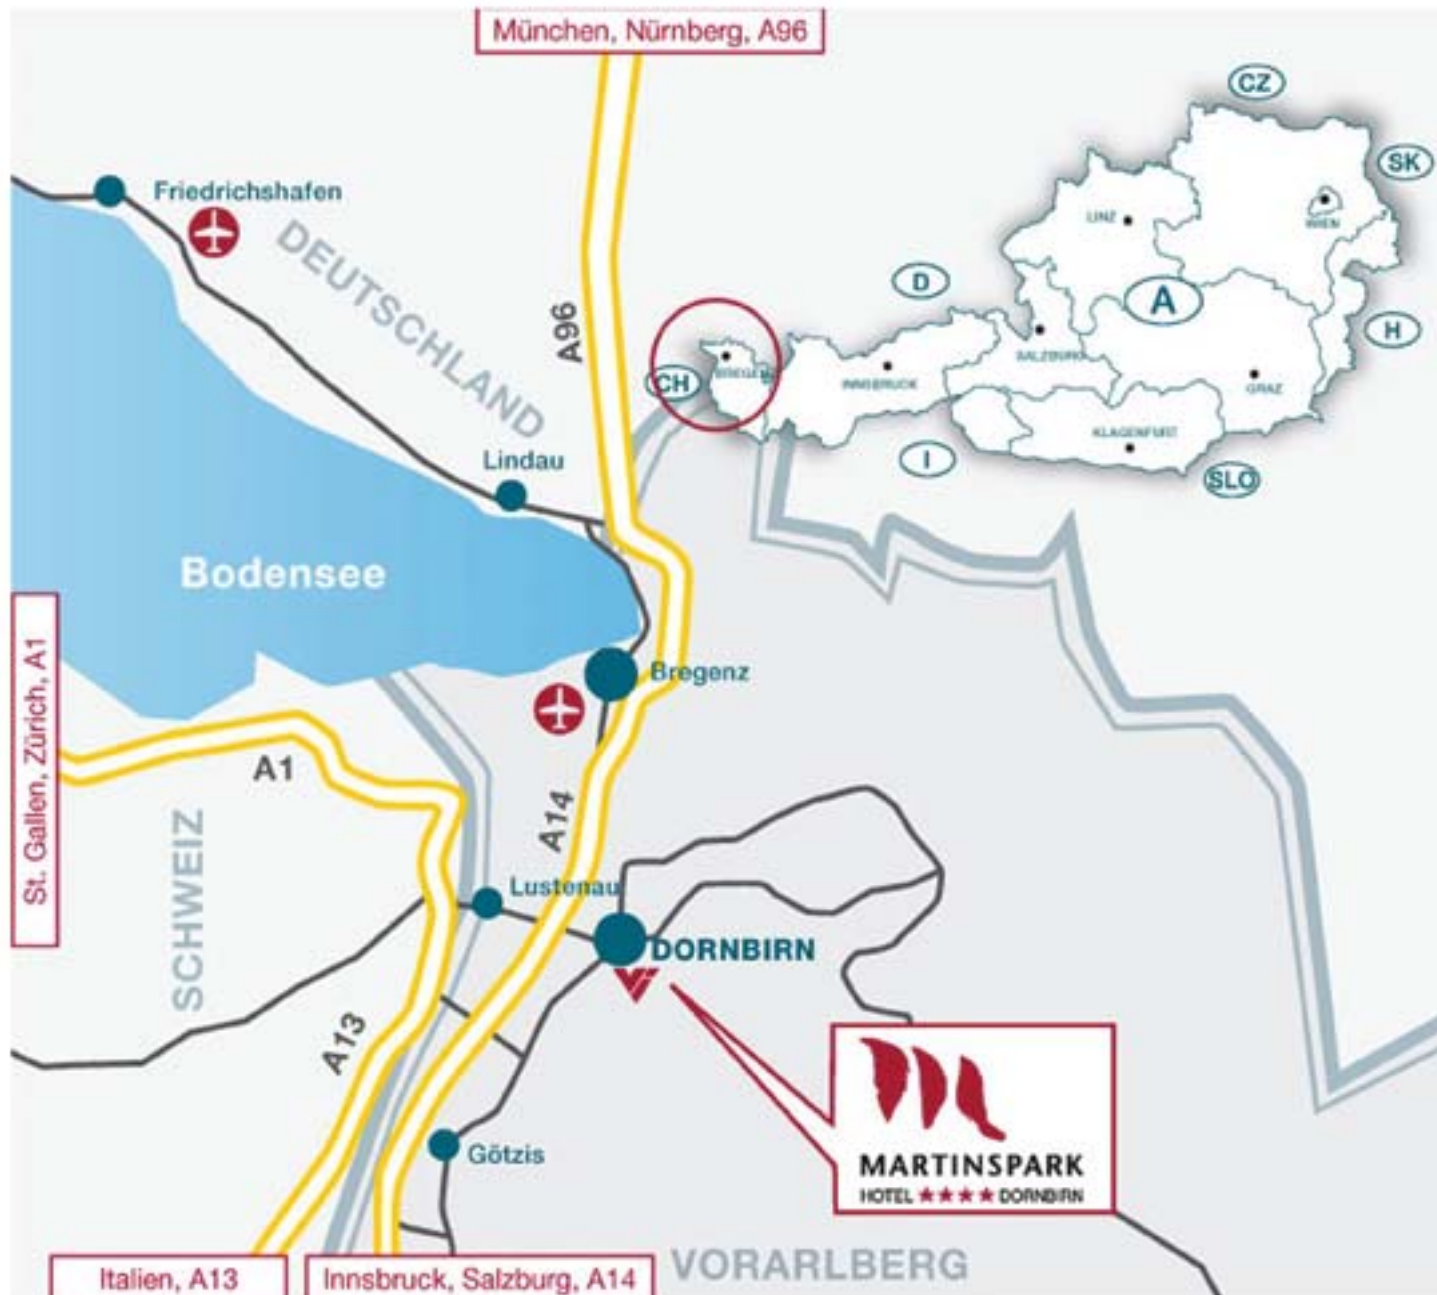 München, Nürnberg, A96
CZ
SK
Friedrichshafen
LINZ
WIEN
DEUTSCHLAND
D
A
H
A96
CH
BREGENZ
INNSBRUCK
SALZBURG
GRAZ
KLAGENFURT
I
SLO
Lindau
Bodensee
St. Gallen, Zürich, A1
Bregenz
A1
A14
SCHWEIZ
Lustenau
DORNBIRN
A13
MARTINSPARK
HOTEL ★★★★ DORNBIRN
Götzis
VORARLBERG
Italien, A13
Innsbruck, Salzburg, A14